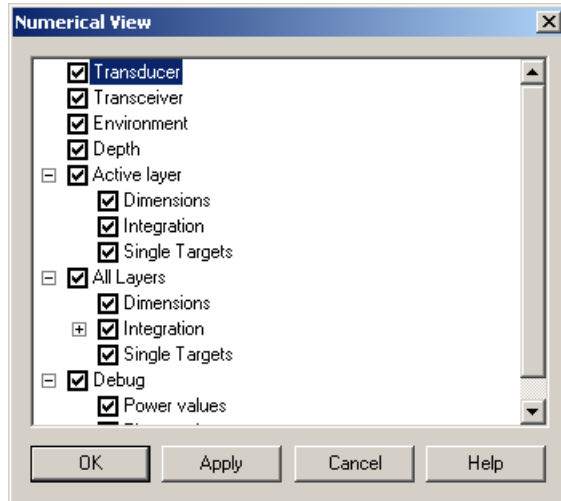 Numerical View
Transducer
Transceiver
Environment
Depth
Active layer
Dimensions
Integration
Single Targets
All Layers
Dimensions
Integration
Single Targets
Debug
Power values
OK Apply Cancel Help